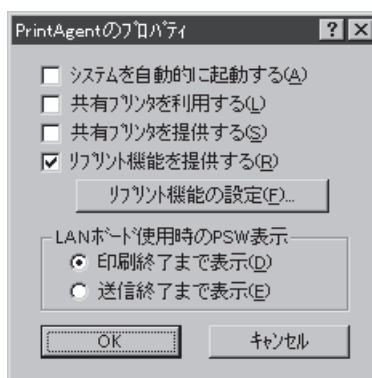 PrintAgentのﾌﾟﾛﾊﾟﾃｨ
ｼｽﾃﾑを自動的に起動する(A)
共有ﾌﾟﾘﾝﾀを利用する(L)
共有ﾌﾟﾘﾝﾀを提供する(S)
ﾘﾌﾟﾘﾝﾄ機能を提供する(R)
ﾘﾌﾟﾘﾝﾄ機能の設定(F)...
LANﾎﾞｰﾄﾞ使用時のPSW表示
印刷終了まで表示(D)
送信終了まで表示(E)
OK ｷｬﾝｾﾙ